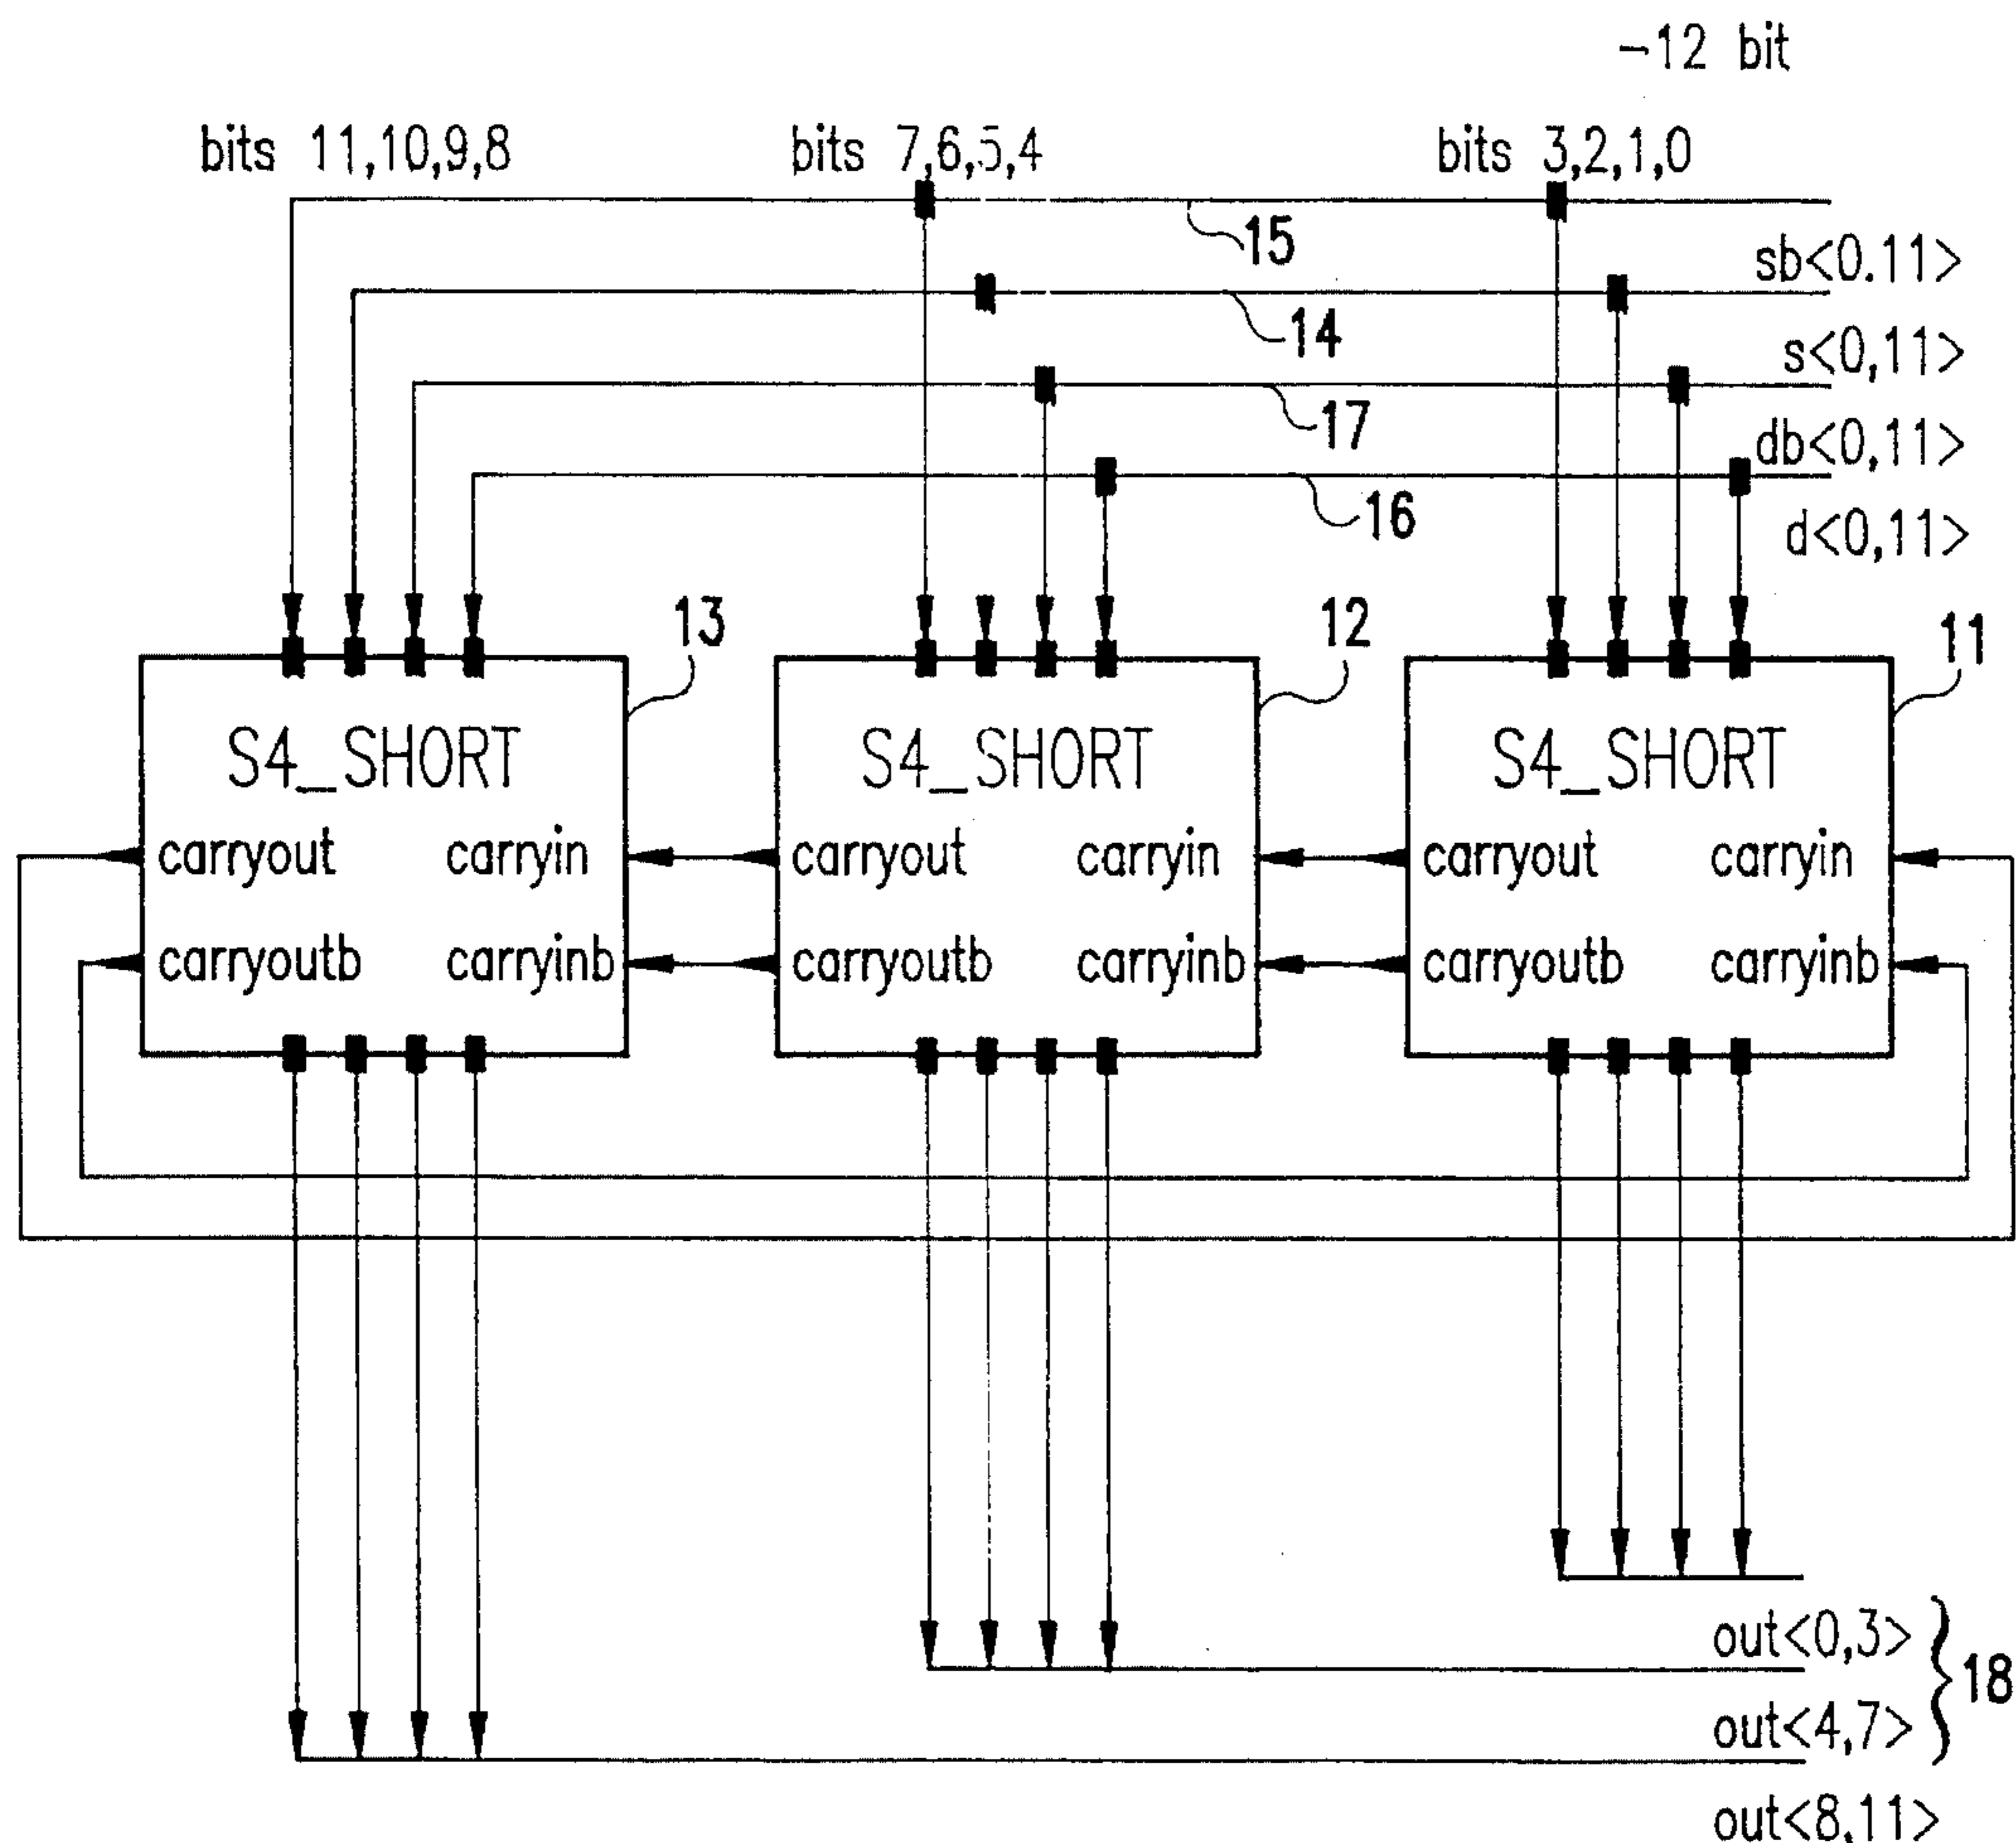 -12 bit
bits 11,10,9,8
bits 7,6,5,4
bits 3,2,1,0
15
sb<0.11>
14
s<0,11>
17
db<0,11>
16
d<0,11>
13
12
11
S4_SHORT
S4_SHORT
S4_SHORT
carryout
carryin
carryout
carryin
carryout
carryin
carryoutb
carryinb
carryoutb
carryinb
carryoutb
carryinb
out<0,3>
18
out<4,7>
out<8,11>